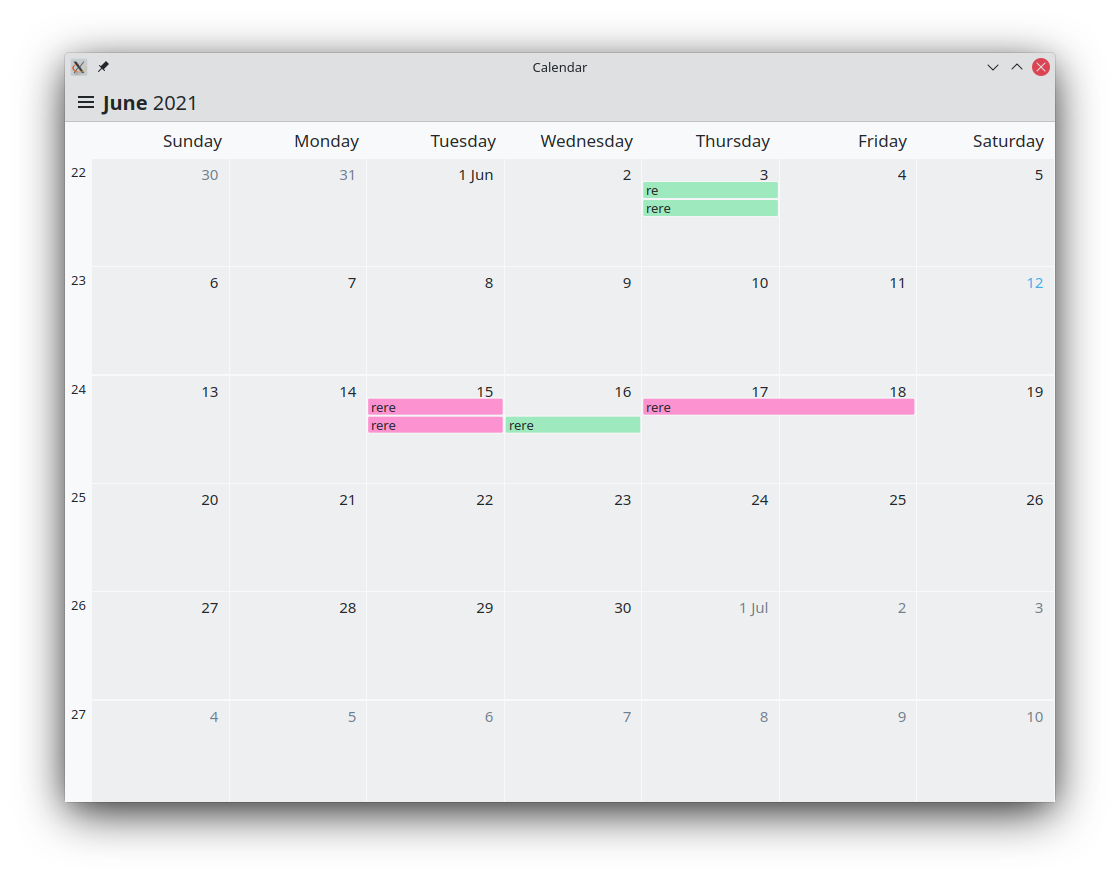 Calendar
June 2021
Sunday Monday Tuesday Wednesday Thursday Friday Saturday
22 30 31 1 Jun 2 3 4 5
re
rere
23 6 7 8 9 10 11 12
24 13 14 15 16 17 18 19
rere rere
rere rere
25 20 21 22 23 24 25 26
26 27 28 29 30 1 Jul 2 3
27 4 5 6 7 8 9 10